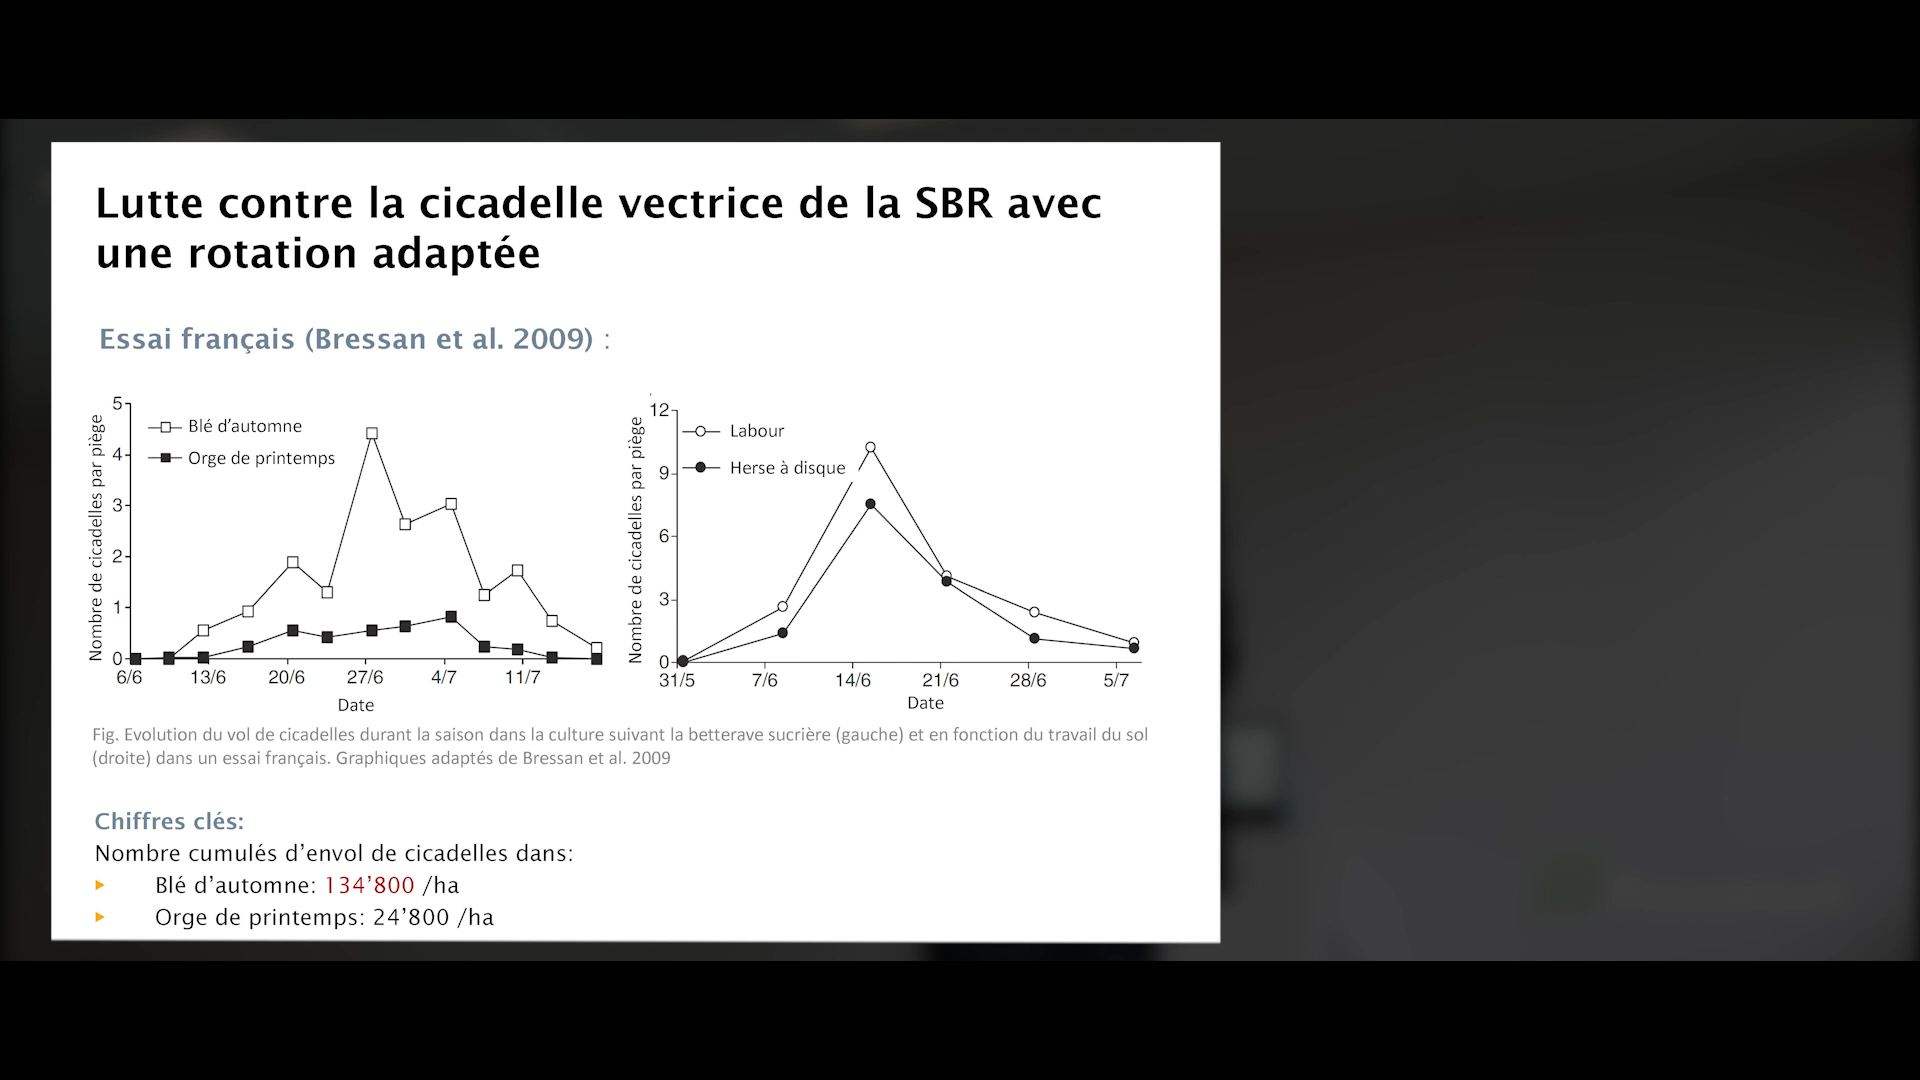 Lutte contre la cicadelle vectrice de la SBR avec
une rotation adaptée
Essai français (Bressan et al. 2009) :
Nombre de cicadelles par piège
5
4
3
2
1
0
Blé d'automne
Orge de printemps
6/6 13/6 20/6 27/6 4/7 11/7
Date
Nombre de cicadelles par piège
12
9
6
3
0
Labour
Herse à disque
31/5 7/6 14/6 21/6 28/6 5/7
Date
Fig. Evolution du vol de cicadelles durant la saison dans la culture suivant la betterave sucrière (gauche) et en fonction du travail du sol
(droite) dans un essai français. Graphiques adaptés de Bressan et al. 2009
Chiffres clés:
Nombre cumulés d'envol de cicadelles dans:
Blé d'automne: 134'800 /ha
Orge de printemps: 24'800 /ha